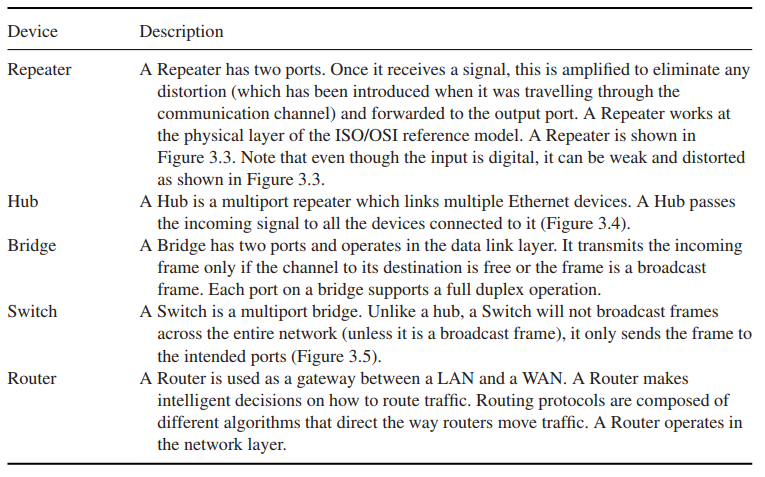 Device Description
Repeater A Repeater has two ports. Once it receives a signal, this is amplified to eliminate any
distortion (which has been introduced when it was travelling through the
communication channel) and forwarded to the output port. A Repeater works at
the physical layer of the ISO/OSI reference model. A Repeater is shown in
Figure 3.3. Note that even though the input is digital, it can be weak and distorted
as shown in Figure 3.3.
Hub A Hub is a multiport repeater which links multiple Ethernet devices. A Hub passes
the incoming signal to all the devices connected to it (Figure 3.4).
Bridge A Bridge has two ports and operates in the data link layer. It transmits the incoming
frame only if the channel to its destination is free or the frame is a broadcast
frame. Each port on a bridge supports a full duplex operation.
Switch A Switch is a multiport bridge. Unlike a hub, a Switch will not broadcast frames
across the entire network (unless it is a broadcast frame), it only sends the frame to
the intended ports (Figure 3.5).
Router A Router is used as a gateway between a LAN and a WAN. A Router makes
intelligent decisions on how to route traffic. Routing protocols are composed of
different algorithms that direct the way routers move traffic. A Router operates in
the network layer.